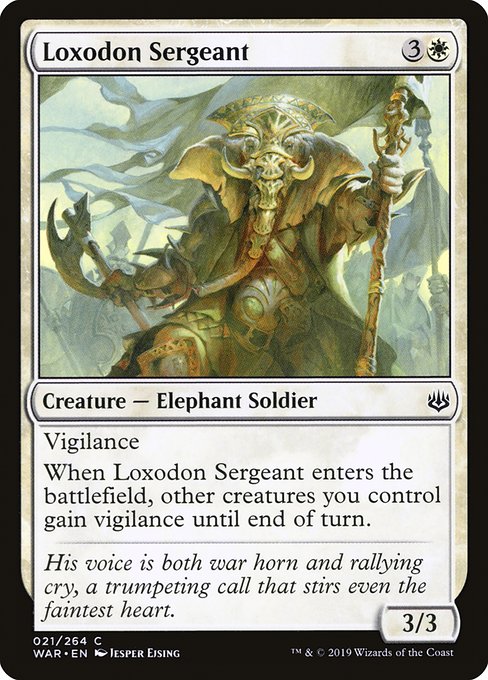 Loxodon Sergeant 3
Creature — Elephant Soldier
Vigilance
When Loxodon Sergeant enters the
battlefield, other creatures you control
gain vigilance until end of turn.
His voice is both war horn and rallying
cry, a trumpeting call that stirs even the
faintest heart.
3/3
021/264 C
WAR • EN Jesper Ejsing
™ & © 2019 Wizards of the Coast